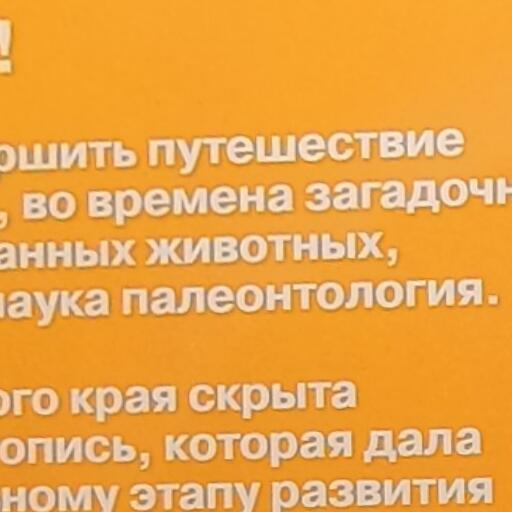 !
ршить путешествие
, во времена загадочн
анных животных,
наука палеонтология.
ого края скрыта
опись, которая дала
ному этапу развития